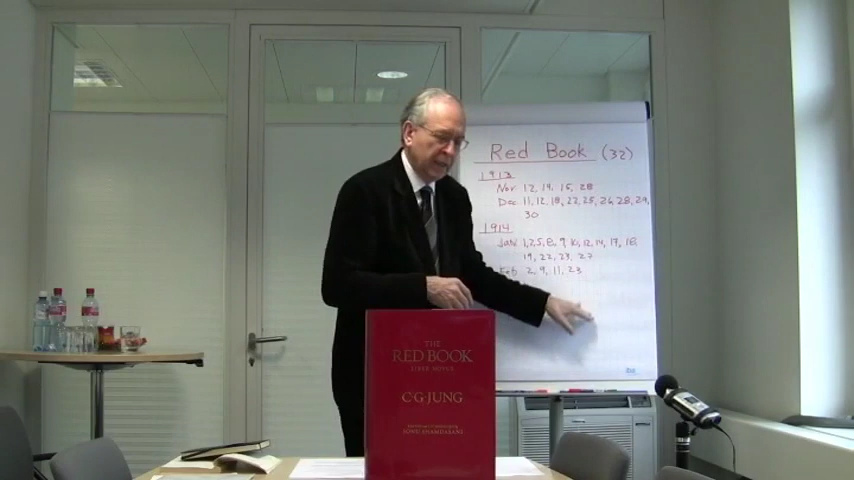 Red Book (32)
1913
Nov 12, 14, 15, 28
Dec 11, 12, 18, 22, 25, 26, 28, 29,
30
1914
Jan 1, 2, 5, 8, 9, 10, 12, 14, 17, 18,
19, 22, 23, 27
Feb 2, 9, 11, 23
THE
RED BOOK
LIBER NOVUS
C G JUNG
SONU SHAMDASANI